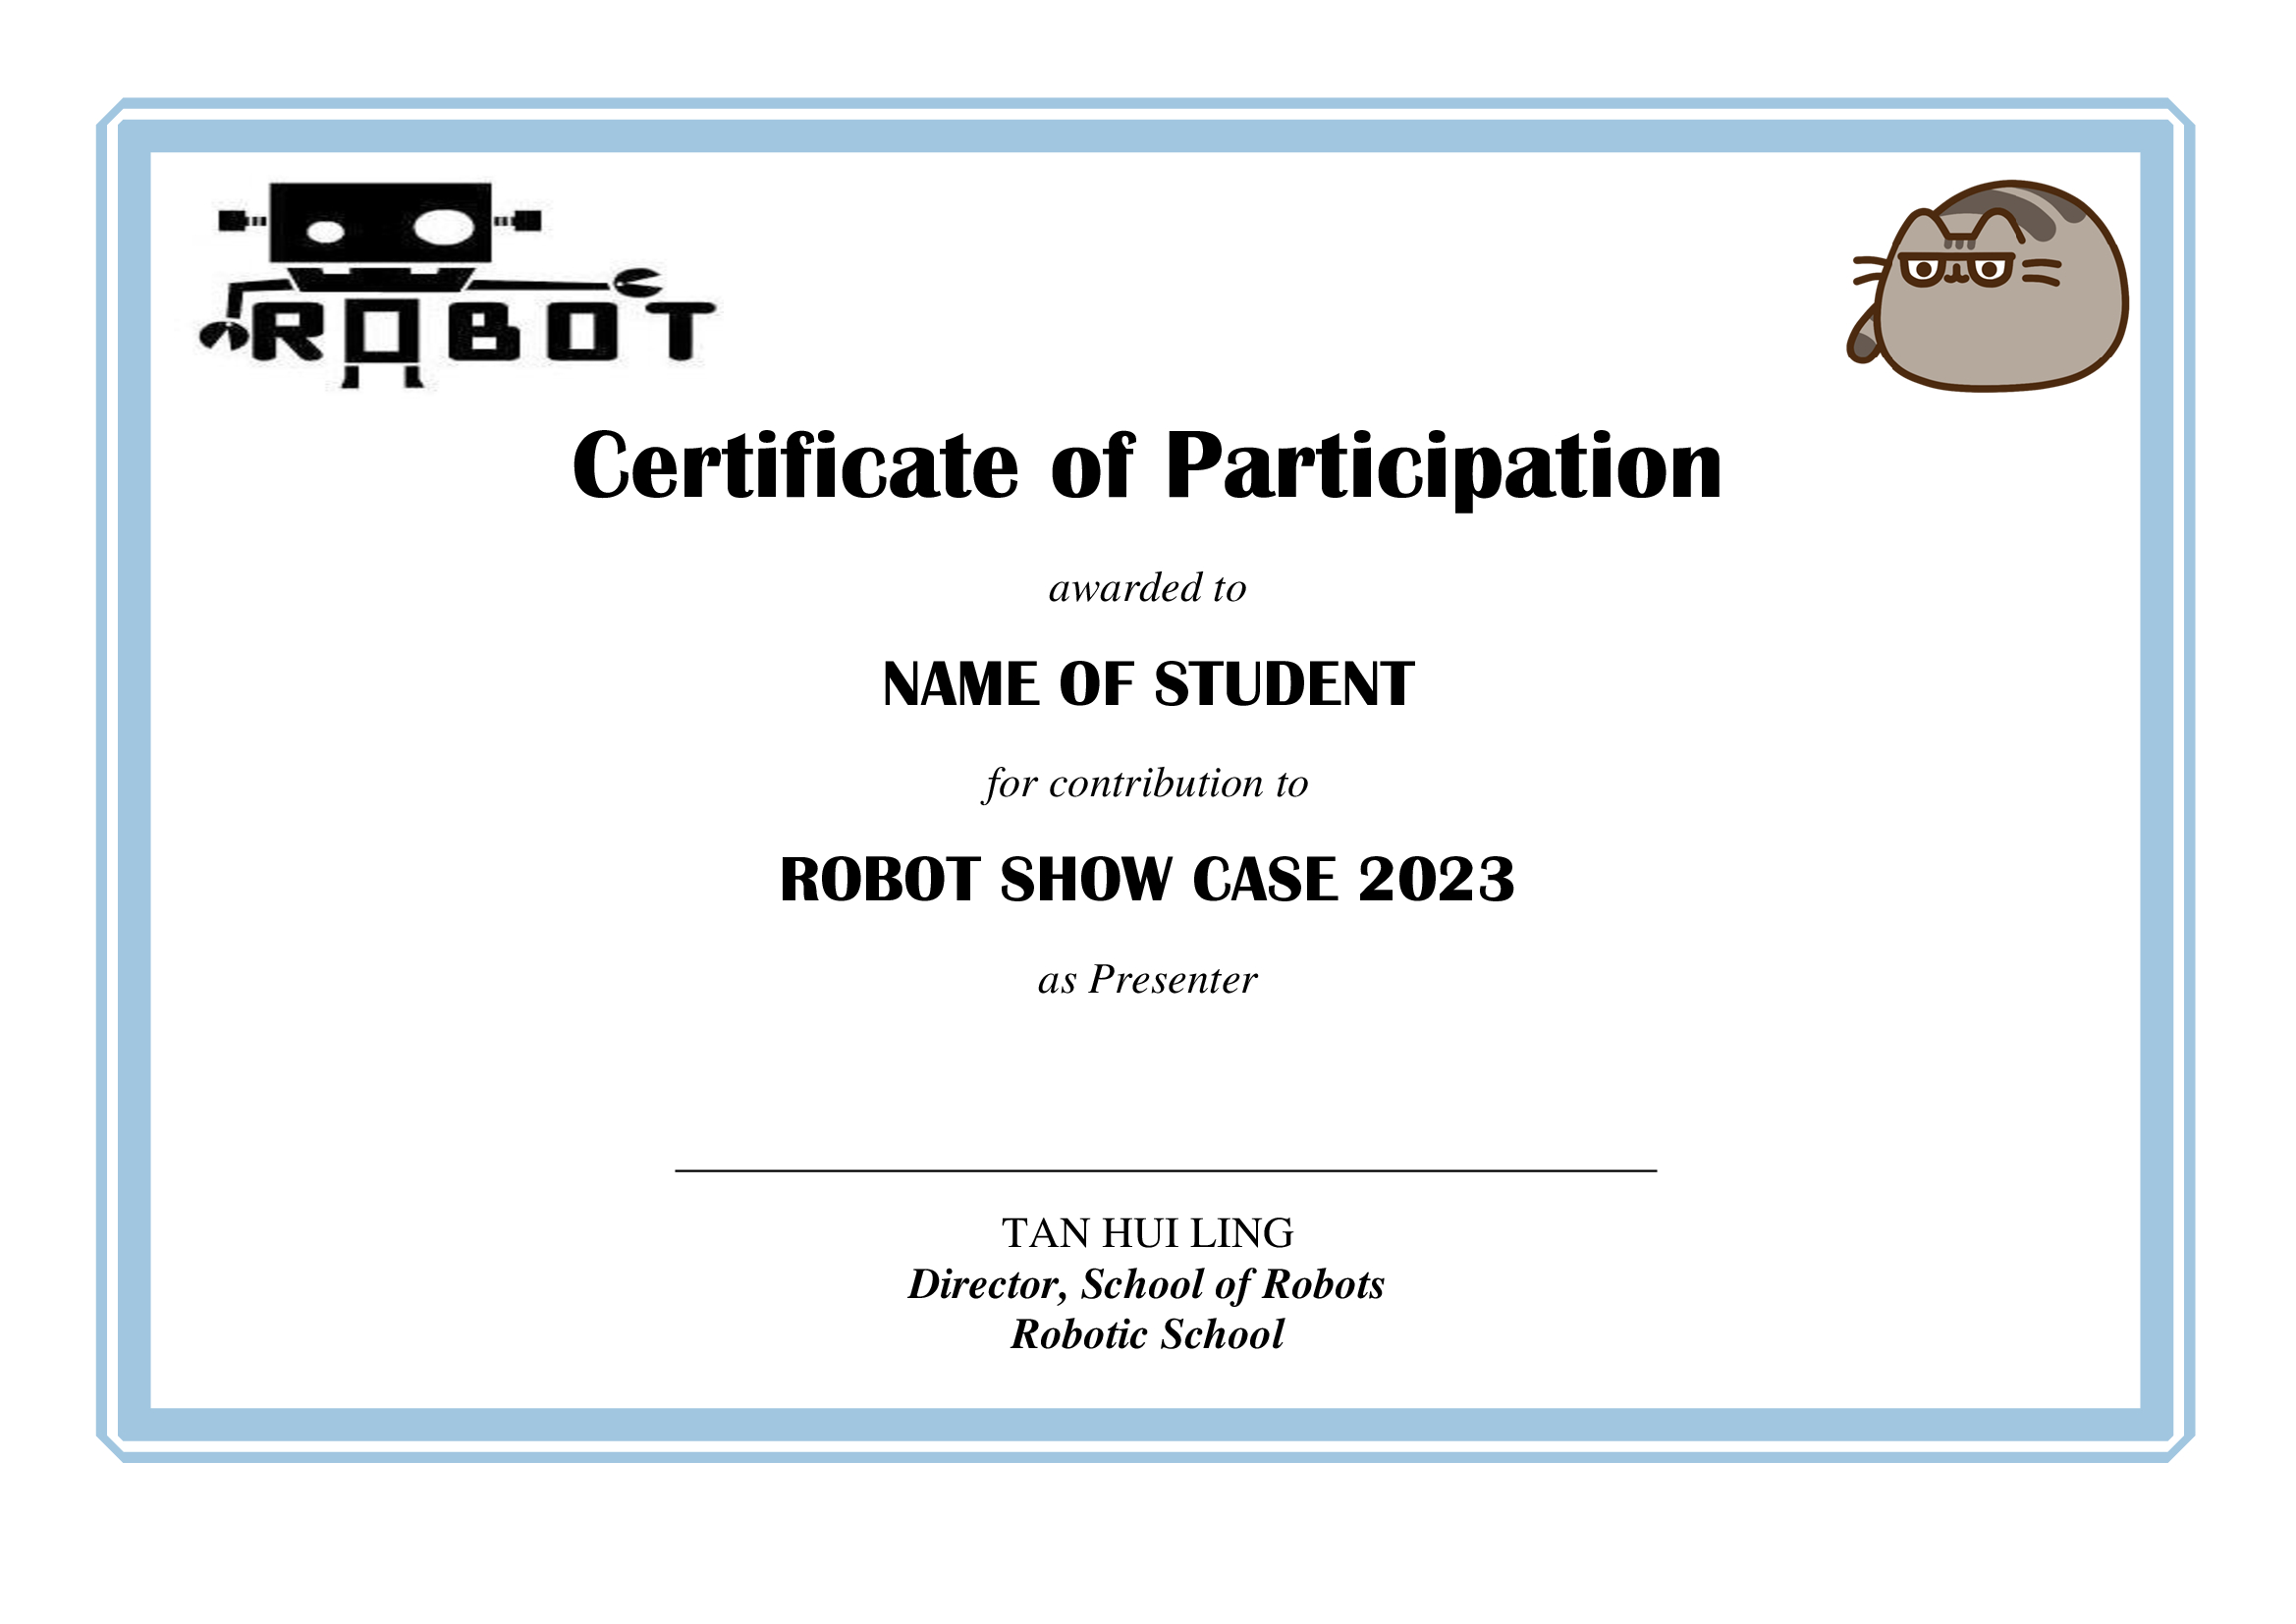 ROBOT
Certificate of Participation
awarded to
NAME OF STUDENT
for contribution to
ROBOT SHOW CASE 2023
as Presenter
TAN HUI LING
Director, School of Robots
Robotic School